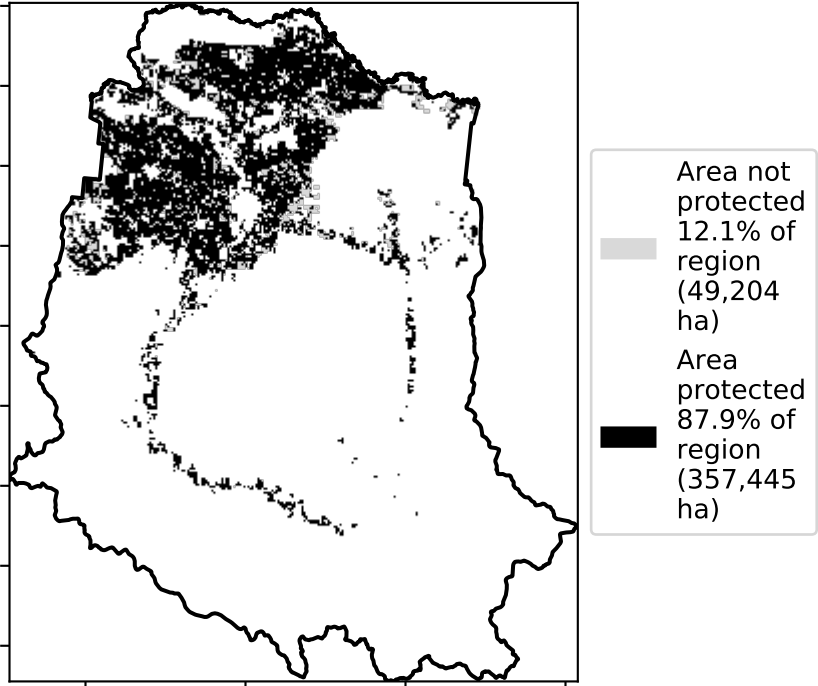 Area not
protected
12.1% of
region
(49,204
ha)
Area
protected
87.9% of
region
(357,445
ha)